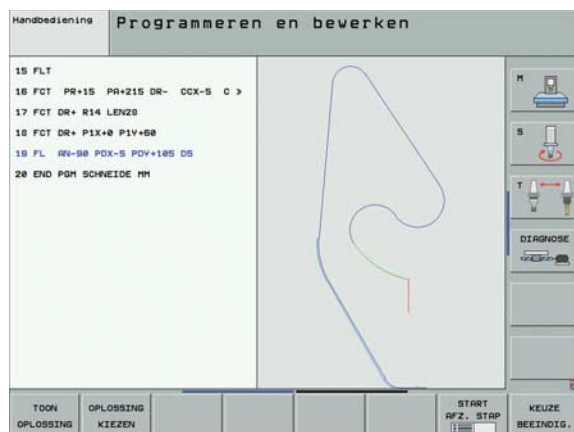 Handbediening
Programmeren en bewerken
15 FLT
16 FCT PR+15 PA+215 DR- CCX-5 C >
17 FCT DR+ R14 LEN28
18 FCT DR+ P1X+0 P1Y+60
19 FL AN-90 PDX-5 PDY+105 D5
20 END PGM SCHNEIDE MM
M
S
T
DIAGNOSE
TOON
OPLOSSING
OPLOSSING
KIEZEN
START
AFZ. STAP
KEUZE
BEEINDIG.